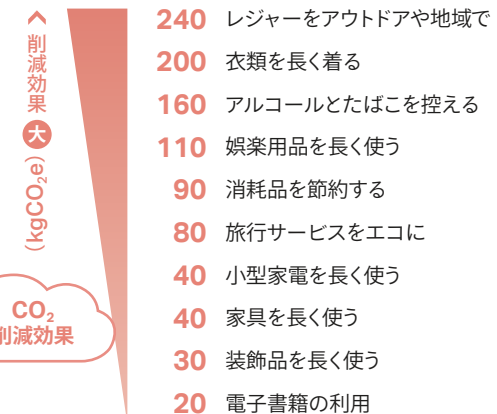 240 レジャーをアウトドアや地域で
200 衣類を長く着る
160 アルコールとたばこを控える
110 娯楽用品を長く使う
90 消耗品を節約する
80 旅行サービスをエコに
40 小型家電を長く使う
40 家具を長く使う
30 装飾品を長く使う
20 電子書籍の利用
削減効果 大 (kgCO₂e)
CO₂
削減効果